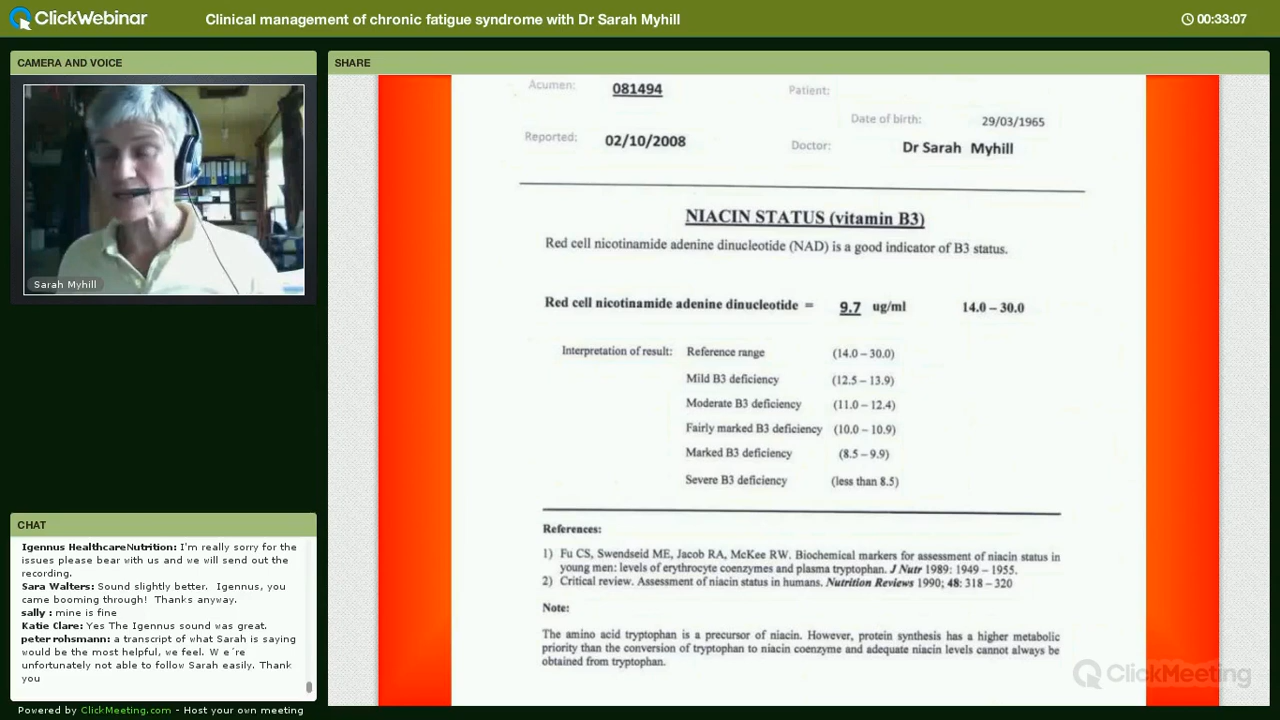 ClickWebinar
Clinical management of chronic fatigue syndrome with Dr Sarah Myhill
00:33:07
CAMERA AND VOICE
Sarah Myhill
SHARE
Acumen: 081494 Patient:
Date of birth: 29/03/1965
Reported: 02/10/2008 Doctor: Dr Sarah Myhill
NIACIN STATUS (vitamin B3)
Red cell nicotinamide adenine dinucleotide (NAD) is a good indicator of B3 status.
Red cell nicotinamide adenine dinucleotide = 9.7 ug/ml 14.0 – 30.0
Interpretation of result: Reference range (14.0 – 30.0)
Mild B3 deficiency (12.5 – 13.9)
Moderate B3 deficiency (11.0 – 12.4)
Fairly marked B3 deficiency (10.0 – 10.9)
Marked B3 deficiency (8.5 – 9.9)
Severe B3 deficiency (less than 8.5)
References:
1) Fu CS, Swendseid ME, Jacob RA, McKee RW. Biochemical markers for assessment of niacin status in
young men: levels of erythrocyte coenzymes and plasma tryptophan. J Nutr 1989: 1949 – 1955.
2) Critical review. Assessment of niacin status in humans. Nutrition Reviews 1990; 48: 318 – 320
Note:
The amino acid tryptophan is a precursor of niacin. However, protein synthesis has a higher metabolic
priority than the conversion of tryptophan to niacin coenzyme and adequate niacin levels cannot always be
obtained from tryptophan.
ClickMeeting
CHAT
Igennus HealthcareNutrition: I'm really sorry for the
issues please bear with us and we will send out the
recording.
Sara Walters: Sound slightly better. Igennus, you
came booming through! Thanks anyway.
sally : mine is fine
Katie Clare: Yes The Igennus sound was great.
peter rohsmann: a transcript of what Sarah is saying
would be the most helpful, we feel. W e´re
unfortunately not able to follow Sarah easily. Thank
you
Powered by ClickMeeting.com - Host your own meeting